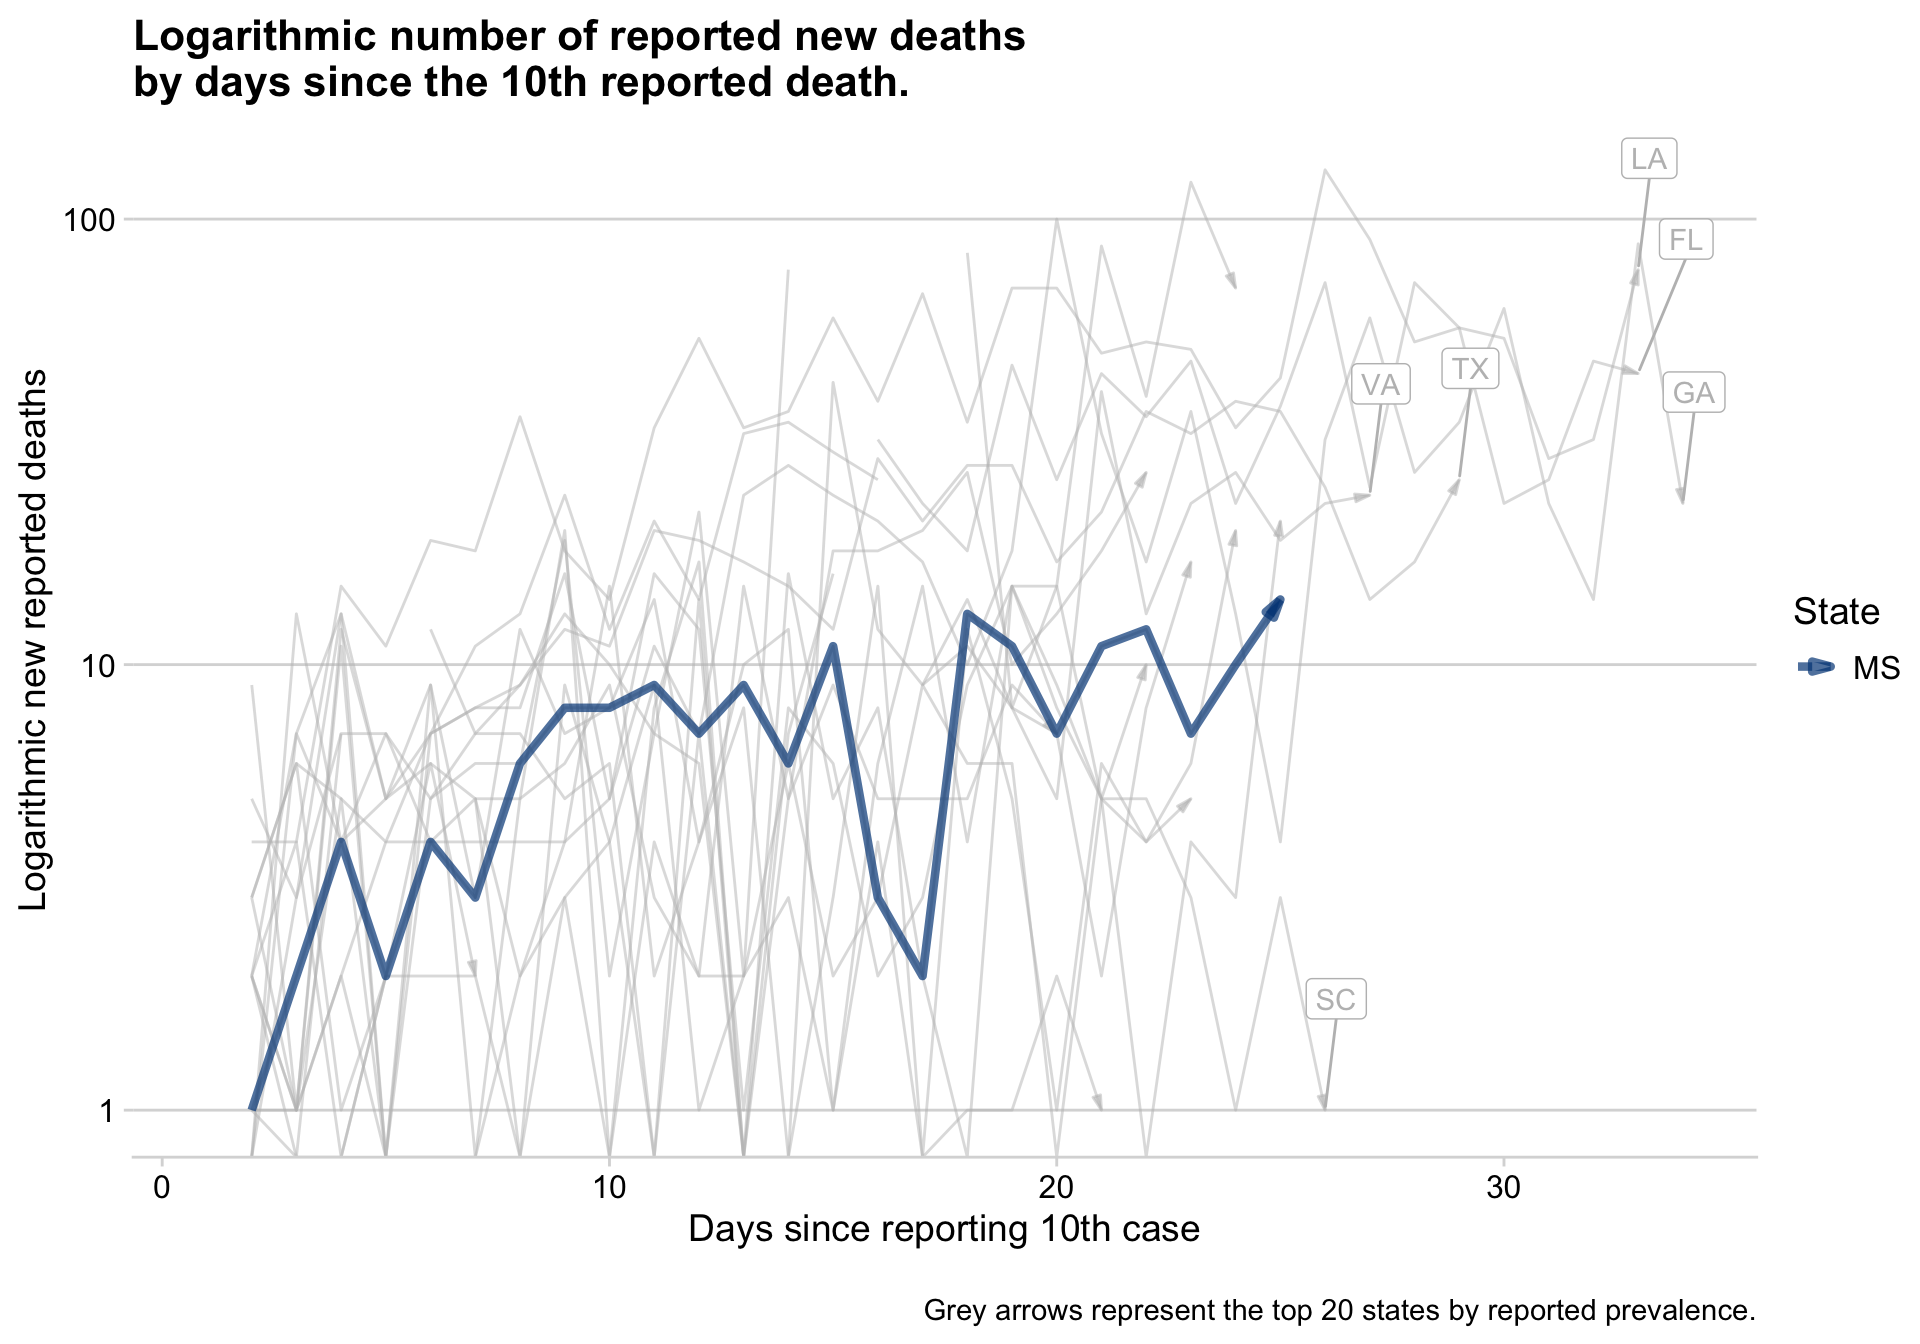 Logarithmic number of reported new deaths
by days since the 10th reported death.
LA
100
FL
TX
VA
GA
Logarithmic new reported deaths
State
10
MS
SC
1
0
10
20
30
Days since reporting 10th case
Grey arrows represent the top 20 states by reported prevalence.